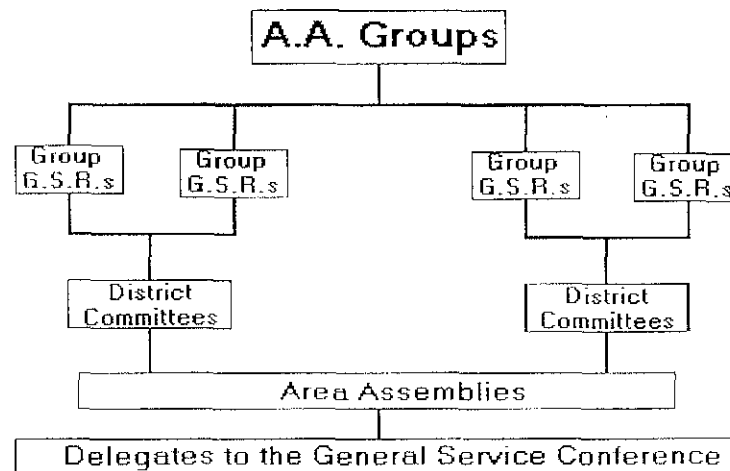 A.A. Groups
Group
G.S.R.s
Group
G.S.R.s
Group
G.S.R.s
Group
G.S.R.s
District
Committees
District
Committees
Area Assemblies
Delegates to the General Service Conference